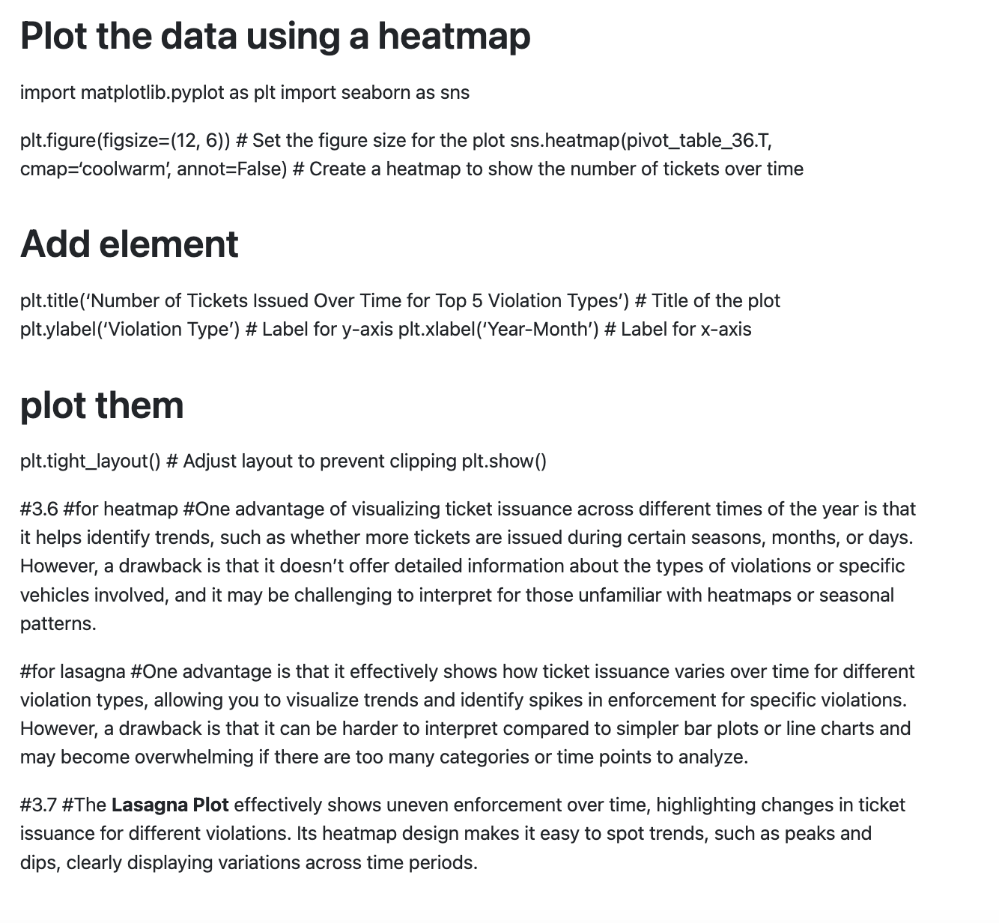 Plot the data using a heatmap
import matplotlib.pyplot as plt import seaborn as sns
plt.figure(figsize=(12, 6)) # Set the figure size for the plot sns.heatmap(pivot_table_36.T,
cmap=‘coolwarm’, annot=False) # Create a heatmap to show the number of tickets over time
Add element
plt.title(‘Number of Tickets Issued Over Time for Top 5 Violation Types’) # Title of the plot
plt.ylabel(‘Violation Type’) # Label for y-axis plt.xlabel(‘Year-Month’) # Label for x-axis
plot them
plt.tight_layout() # Adjust layout to prevent clipping plt.show()
#3.6 #for heatmap #One advantage of visualizing ticket issuance across different times of the year is that
it helps identify trends, such as whether more tickets are issued during certain seasons, months, or days.
However, a drawback is that it doesn’t offer detailed information about the types of violations or specific
vehicles involved, and it may be challenging to interpret for those unfamiliar with heatmaps or seasonal
patterns.
#for lasagna #One advantage is that it effectively shows how ticket issuance varies over time for different
violation types, allowing you to visualize trends and identify spikes in enforcement for specific violations.
However, a drawback is that it can be harder to interpret compared to simpler bar plots or line charts and
may become overwhelming if there are too many categories or time points to analyze.
#3.7 #The Lasagna Plot effectively shows uneven enforcement over time, highlighting changes in ticket
issuance for different violations. Its heatmap design makes it easy to spot trends, such as peaks and
dips, clearly displaying variations across time periods.